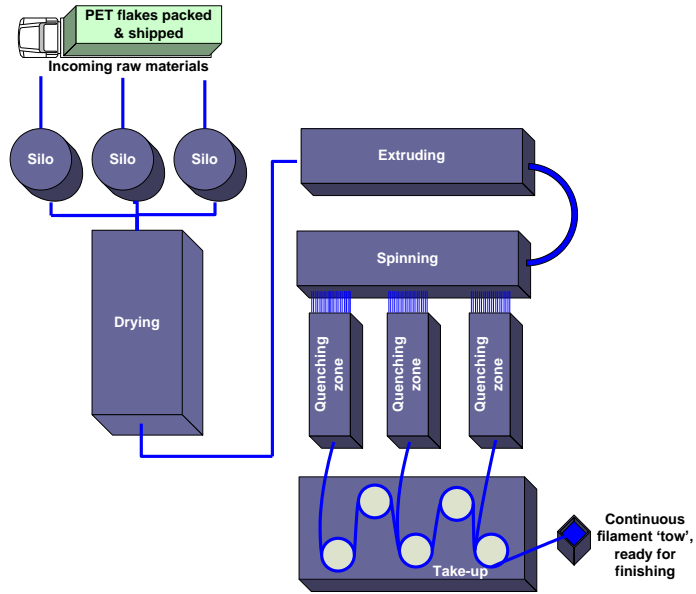 PET flakes packed
& shipped
Incoming raw materials
Silo
Silo
Silo
Drying
Extruding
Spinning
Quenching
zone
Quenching
zone
Quenching
zone
Take-up
Continuous
filament ‘tow’,
ready for
finishing